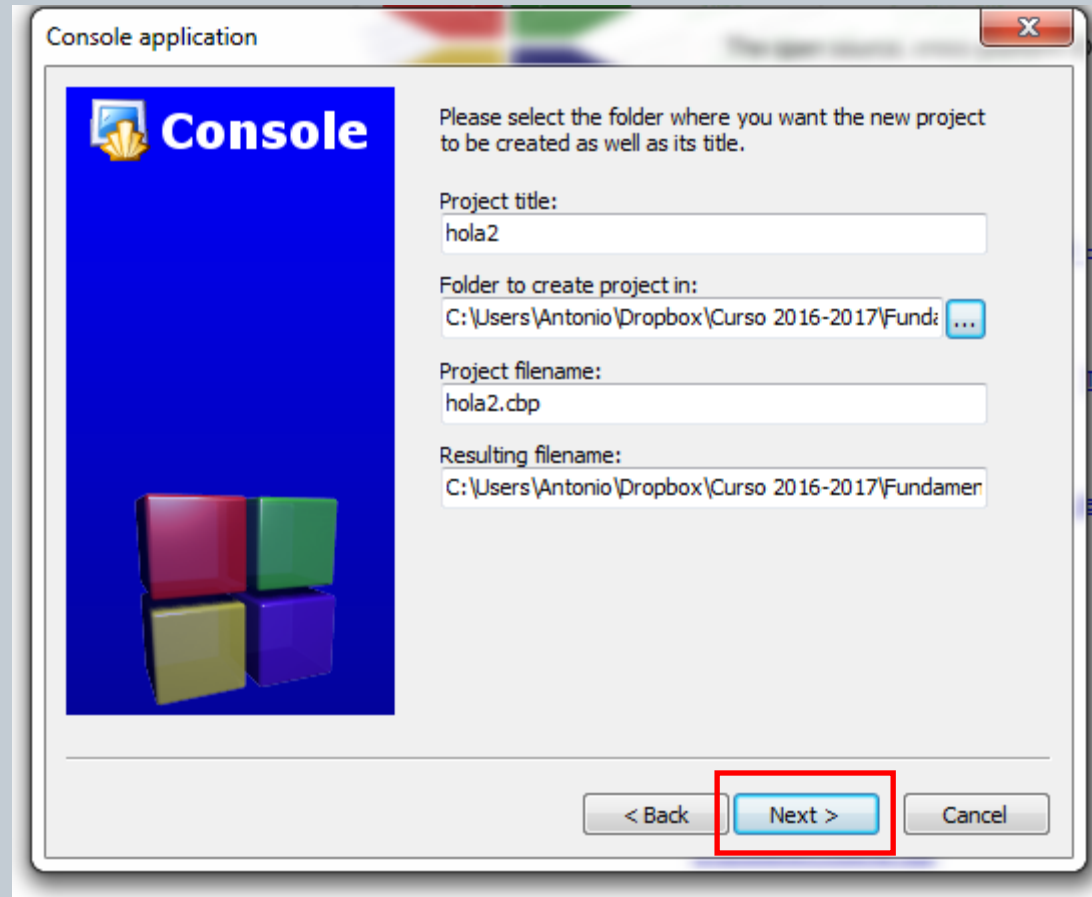 Console application
Console
Please select the folder where you want the new project
to be created as well as its title.
Project title:
hola2
Folder to create project in:
C:\Users\Antonio\Dropbox\Curso 2016-2017\Funda
...
Project filename:
hola2.cbp
Resulting filename:
C:\Users\Antonio\Dropbox\Curso 2016-2017\Fundamen
< Back
Next >
Cancel